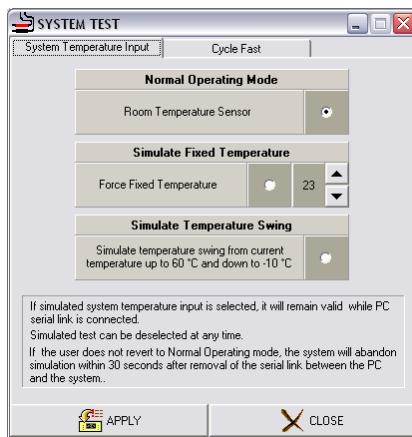 SYSTEM TEST
System Temperature Input
Cycle Fast
Normal Operating Mode
Room Temperature Sensor
Simulate Fixed Temperature
Force Fixed Temperature
23
Simulate Temperature Swing
Simulate temperature swing from current
temperature up to 60 °C and down to -10 °C
If simulated system temperature input is selected, it will remain valid while PC
serial link is connected.
Simulated test can be deselected at any time.
If the user does not revert to Normal Operating mode, the system will abandon
simulation within 30 seconds after removal of the serial link between the PC
and the system..
APPLY
CLOSE